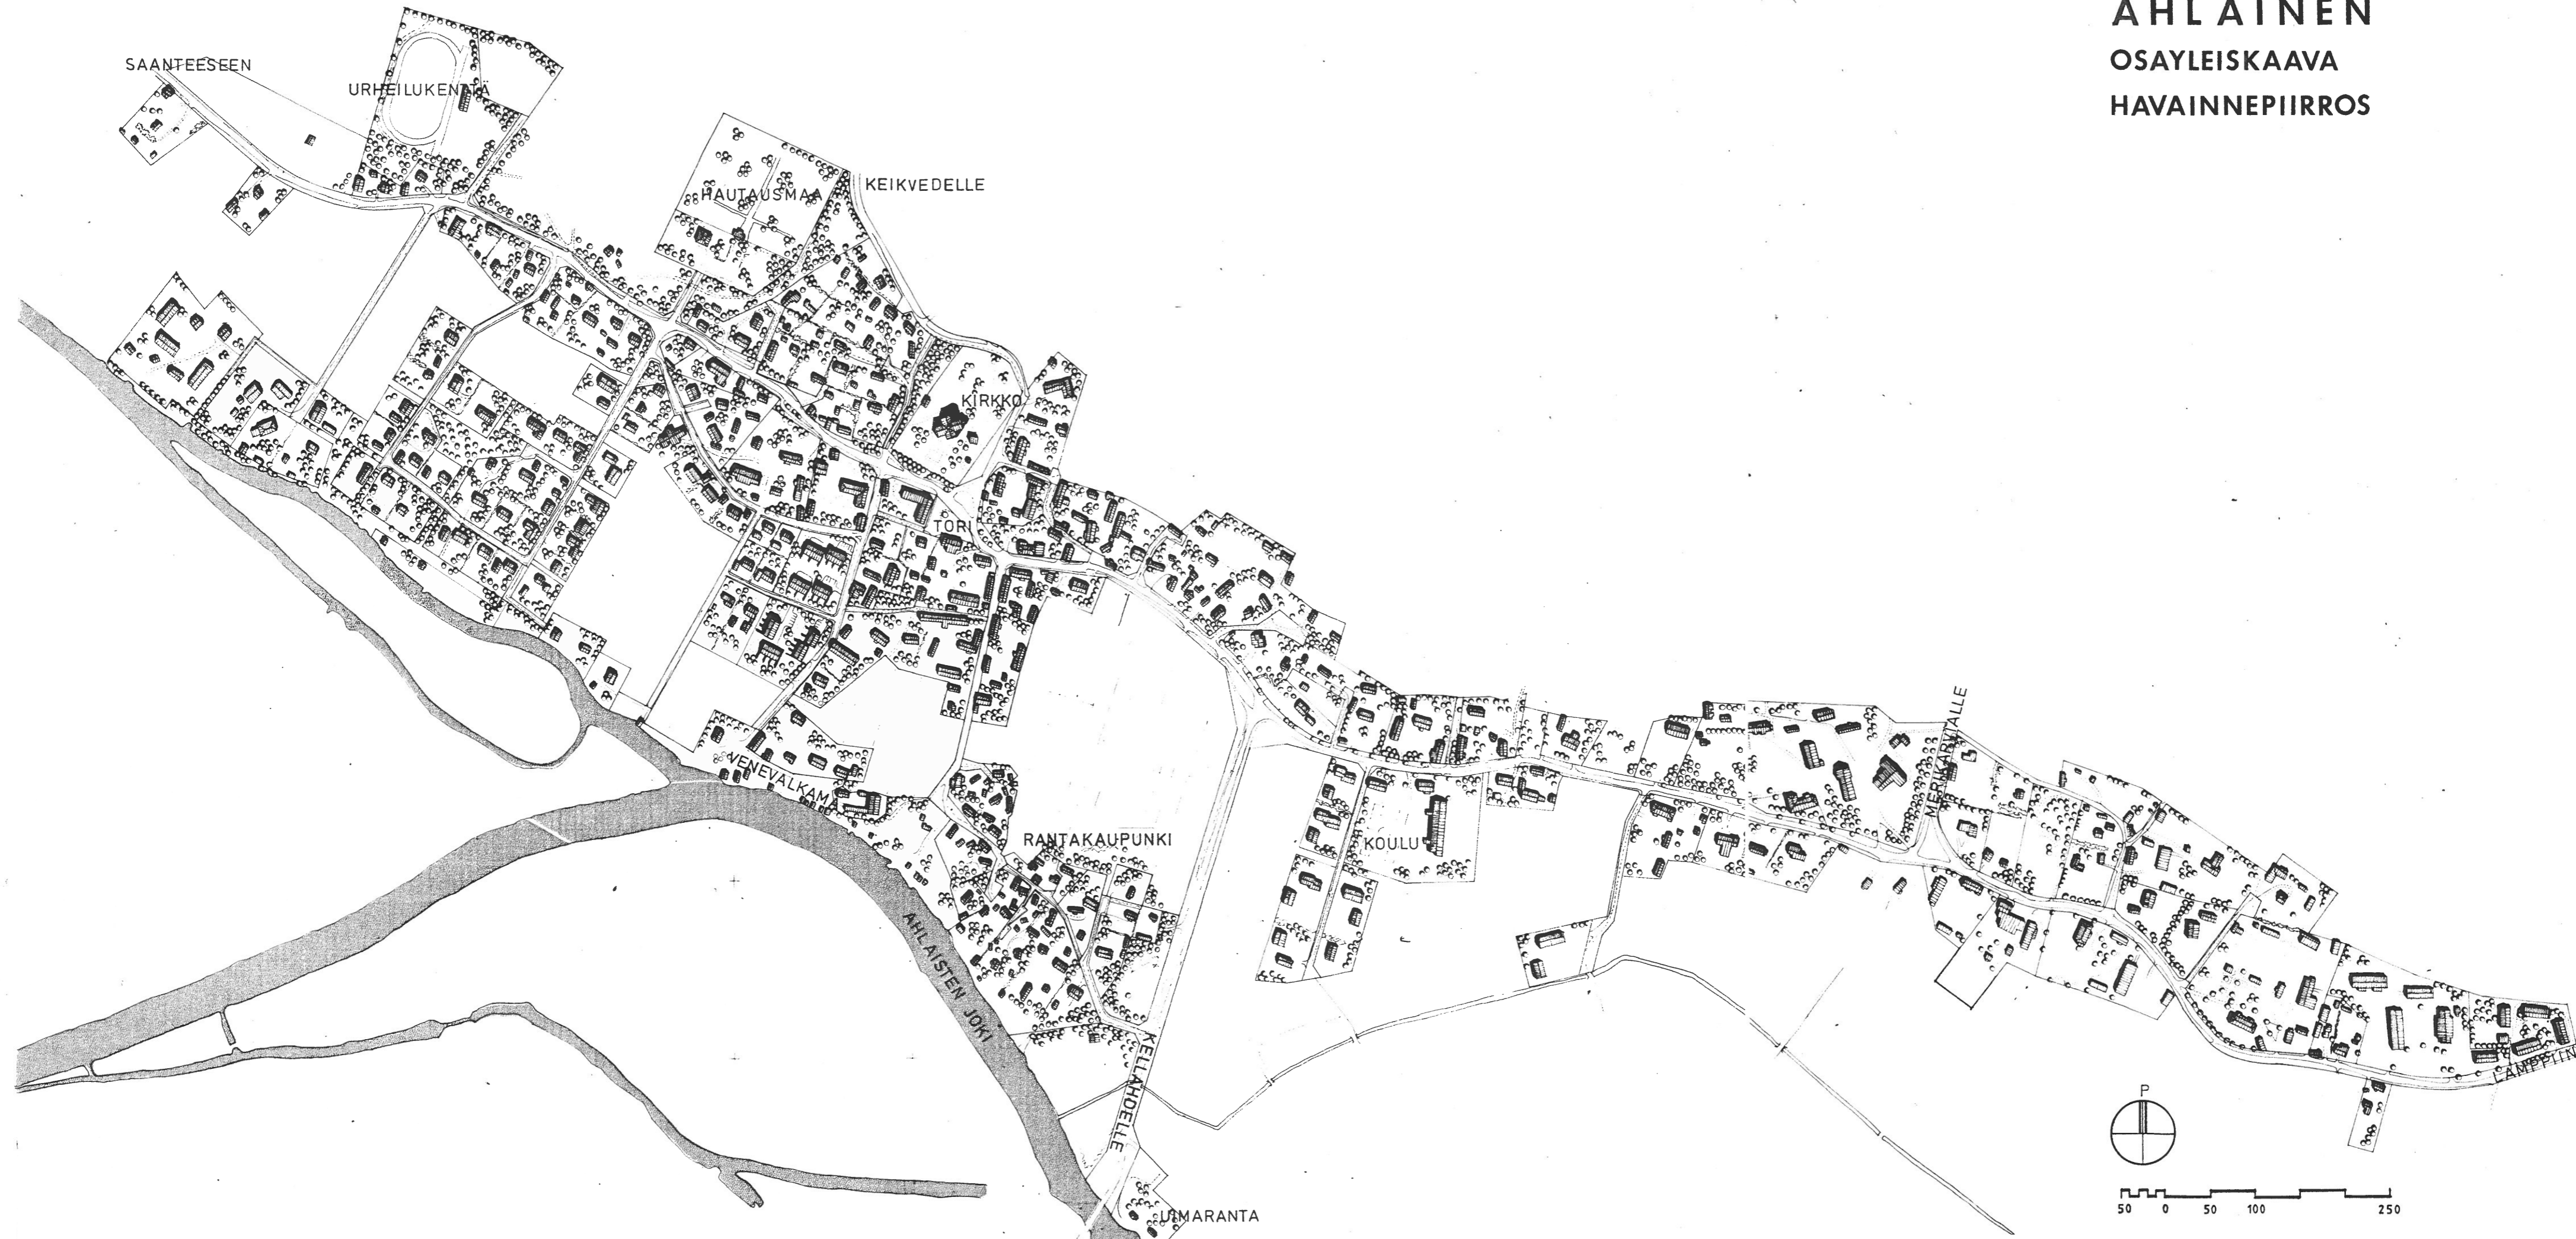 AHLAINEN
OSAYLEISKAAVA
HAVAINNEPIIRROS
SAANTEESEEN
URHEILUKENTTÄ
HAUTAUSMAA
KEIKVEDELLE
KIRKKO
TORI
VENEVALKAMA
RANTAKAUPUNKI
KOULU
MERIKARVIALLE
AHLAISTEN JOKI
KELLAHDELLE
UIMARANTA
P
50 0 50 100 250